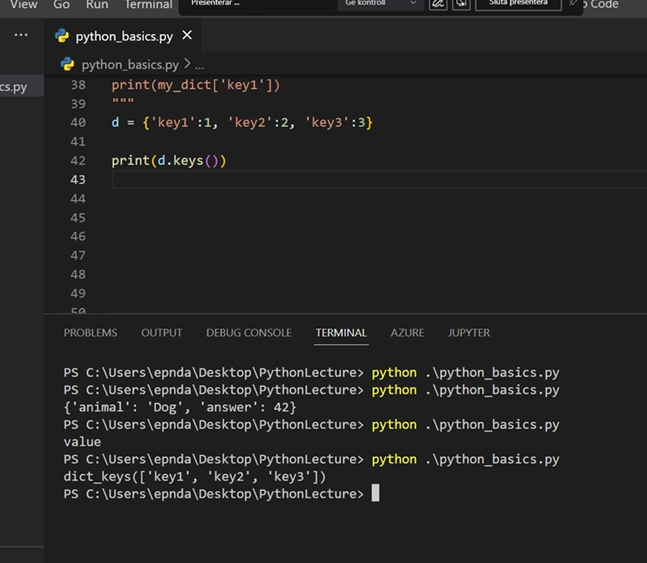 View Go Run Terminal Presenterar ... Ge kontroll Sluta presentera Code
... python_basics.py ×
cs.py python_basics.py > ...
38 print(my_dict['key1'])
39 """
40 d = {'key1':1, 'key2':2, 'key3':3}
41
42 print(d.keys())
43
44
45
46
47
48
49
50
PROBLEMS OUTPUT DEBUG CONSOLE TERMINAL AZURE JUPYTER
PS C:\Users\epnda\Desktop\PythonLecture> python .\python_basics.py
PS C:\Users\epnda\Desktop\PythonLecture> python .\python_basics.py
{'animal': 'Dog', 'answer': 42}
PS C:\Users\epnda\Desktop\PythonLecture> python .\python_basics.py
value
PS C:\Users\epnda\Desktop\PythonLecture> python .\python_basics.py
dict_keys(['key1', 'key2', 'key3'])
PS C:\Users\epnda\Desktop\PythonLecture>